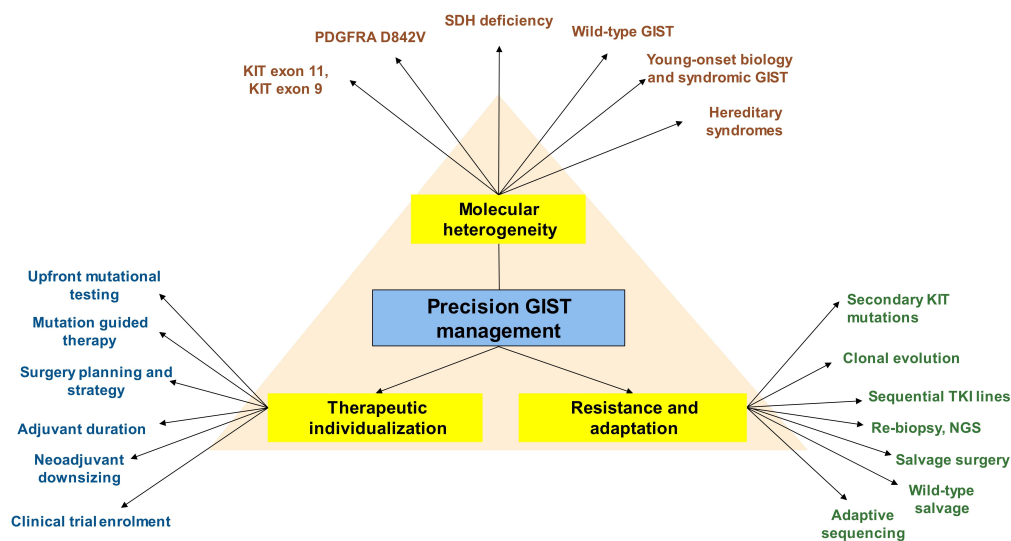 SDH deficiency
PDGFRA D842V
Wild-type GIST
KIT exon 11,
KIT exon 9
Young-onset biology
and syndromic GIST
Hereditary
syndromes
Molecular
heterogeneity
Precision GIST
management
Therapeutic
individualization
Resistance and
adaptation
Upfront mutational
testing
Mutation guided
therapy
Surgery planning and
strategy
Adjuvant duration
Neoadjuvant
downsizing
Clinical trial enrolment
Secondary KIT
mutations
Clonal evolution
Sequential TKI lines
Re-biopsy, NGS
Salvage surgery
Wild-type
salvage
Adaptive
sequencing